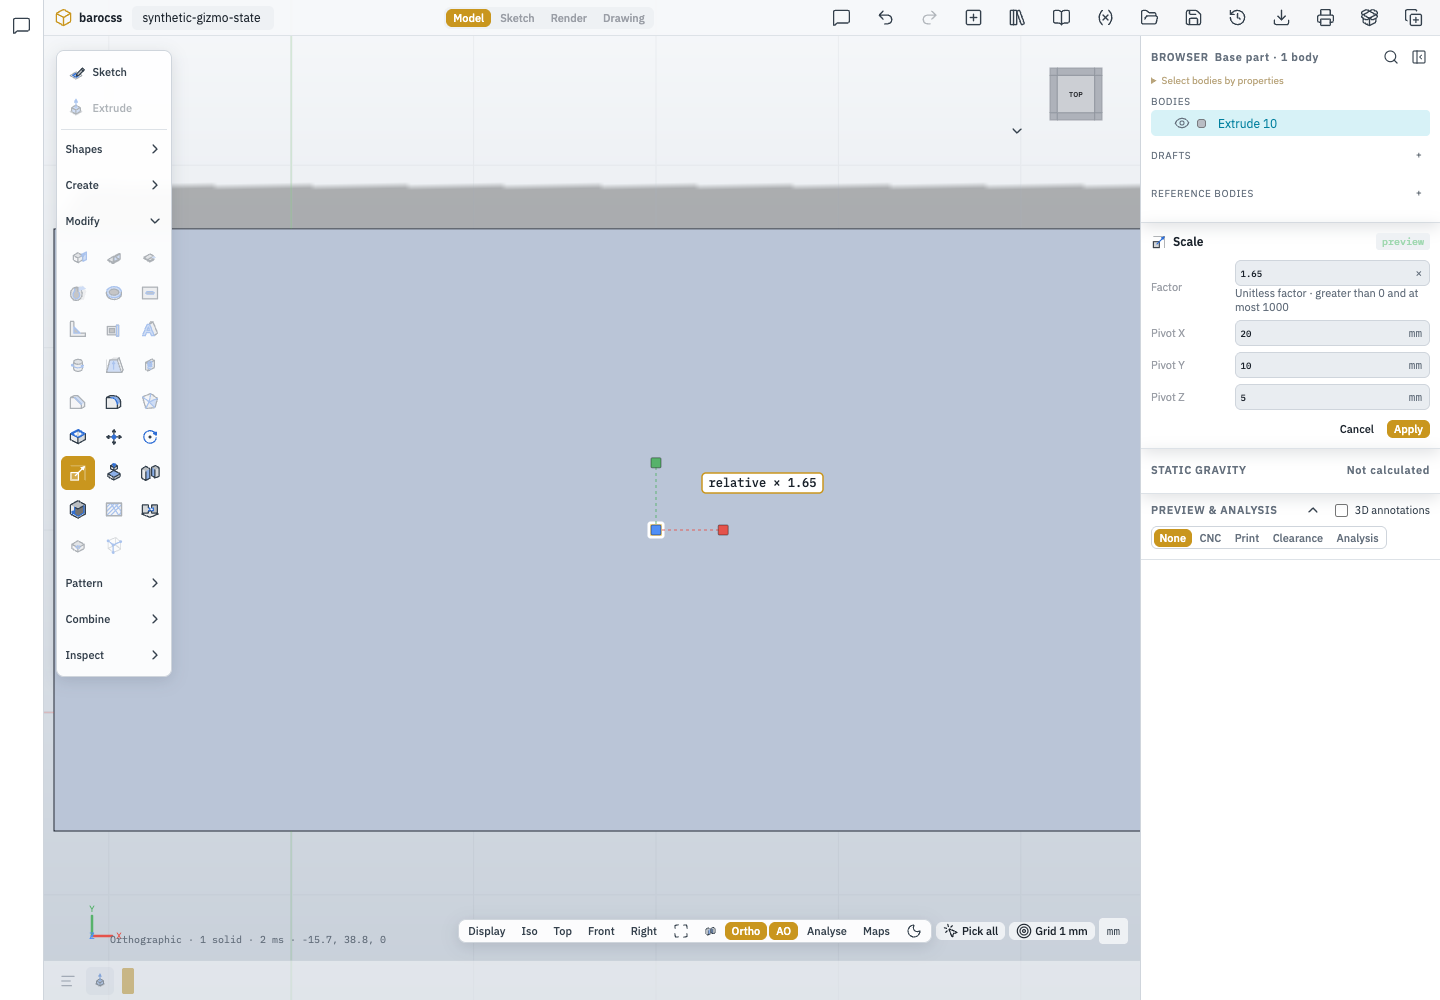 barocss
synthetic-gizmo-state
Model
Sketch
Render
Drawing
Sketch
Extrude
Shapes
Create
Modify
Pattern
Combine
Inspect
TOP
relative × 1.65
Y
X
Z
Orthographic · 1 solid · 2 ms · -15.7, 38.8, 0
Display
Iso
Top
Front
Right
Ortho
AO
Analyse
Maps
Pick all
Grid 1 mm
mm
BROWSER Base part · 1 body
Select bodies by properties
BODIES
Extrude 10
DRAFTS +
REFERENCE BODIES +
Scale preview
Factor 1.65 ×
Unitless factor · greater than 0 and at
most 1000
Pivot X 20 mm
Pivot Y 10 mm
Pivot Z 5 mm
Cancel Apply
STATIC GRAVITY Not calculated
PREVIEW & ANALYSIS 3D annotations
None CNC Print Clearance Analysis